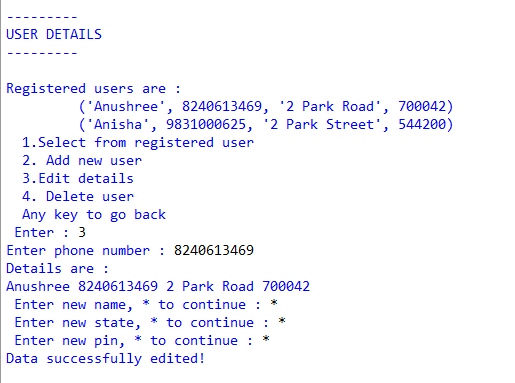 ---------
USER DETAILS
---------
Registered users are :
('Anushree', 8240613469, '2 Park Road', 700042)
('Anisha', 9831000625, '2 Park Street', 544200)
1.Select from registered user
2. Add new user
3.Edit details
4. Delete user
Any key to go back
Enter : 3
Enter phone number : 8240613469
Details are :
Anushree 8240613469 2 Park Road 700042
Enter new name, * to continue : *
Enter new state, * to continue : *
Enter new pin, * to continue : *
Data successfully edited!